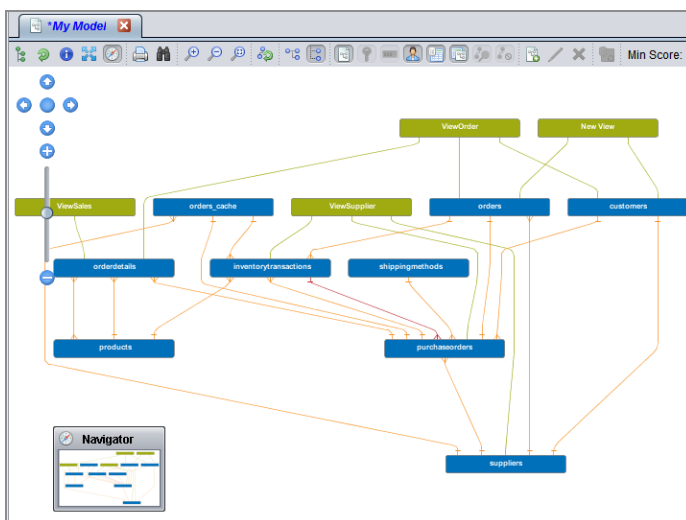 *My Model
Min Score:
ViewOrder
New View
ViewSales
orders_cache
ViewSupplier
orders
customers
orderdetails
inventorytransactions
shippingmethods
products
purchaseorders
suppliers
Navigator